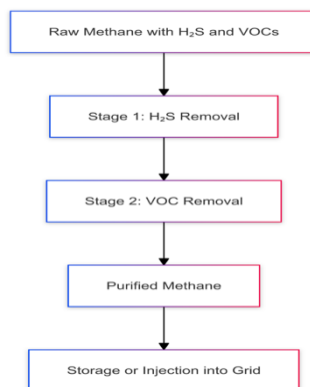 Raw Methane with H₂S and VOCs
Stage 1: H₂S Removal
Stage 2: VOC Removal
Purified Methane
Storage or Injection into Grid